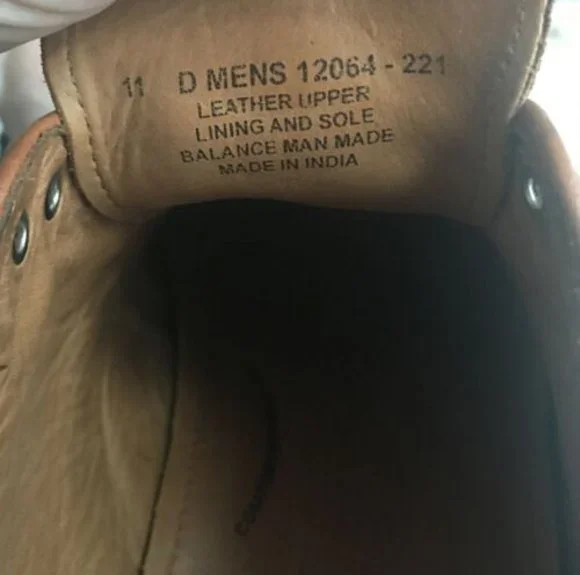 11 D MENS 12064 - 221
LEATHER UPPER
LINING AND SOLE
BALANCE MAN MADE
MADE IN INDIA